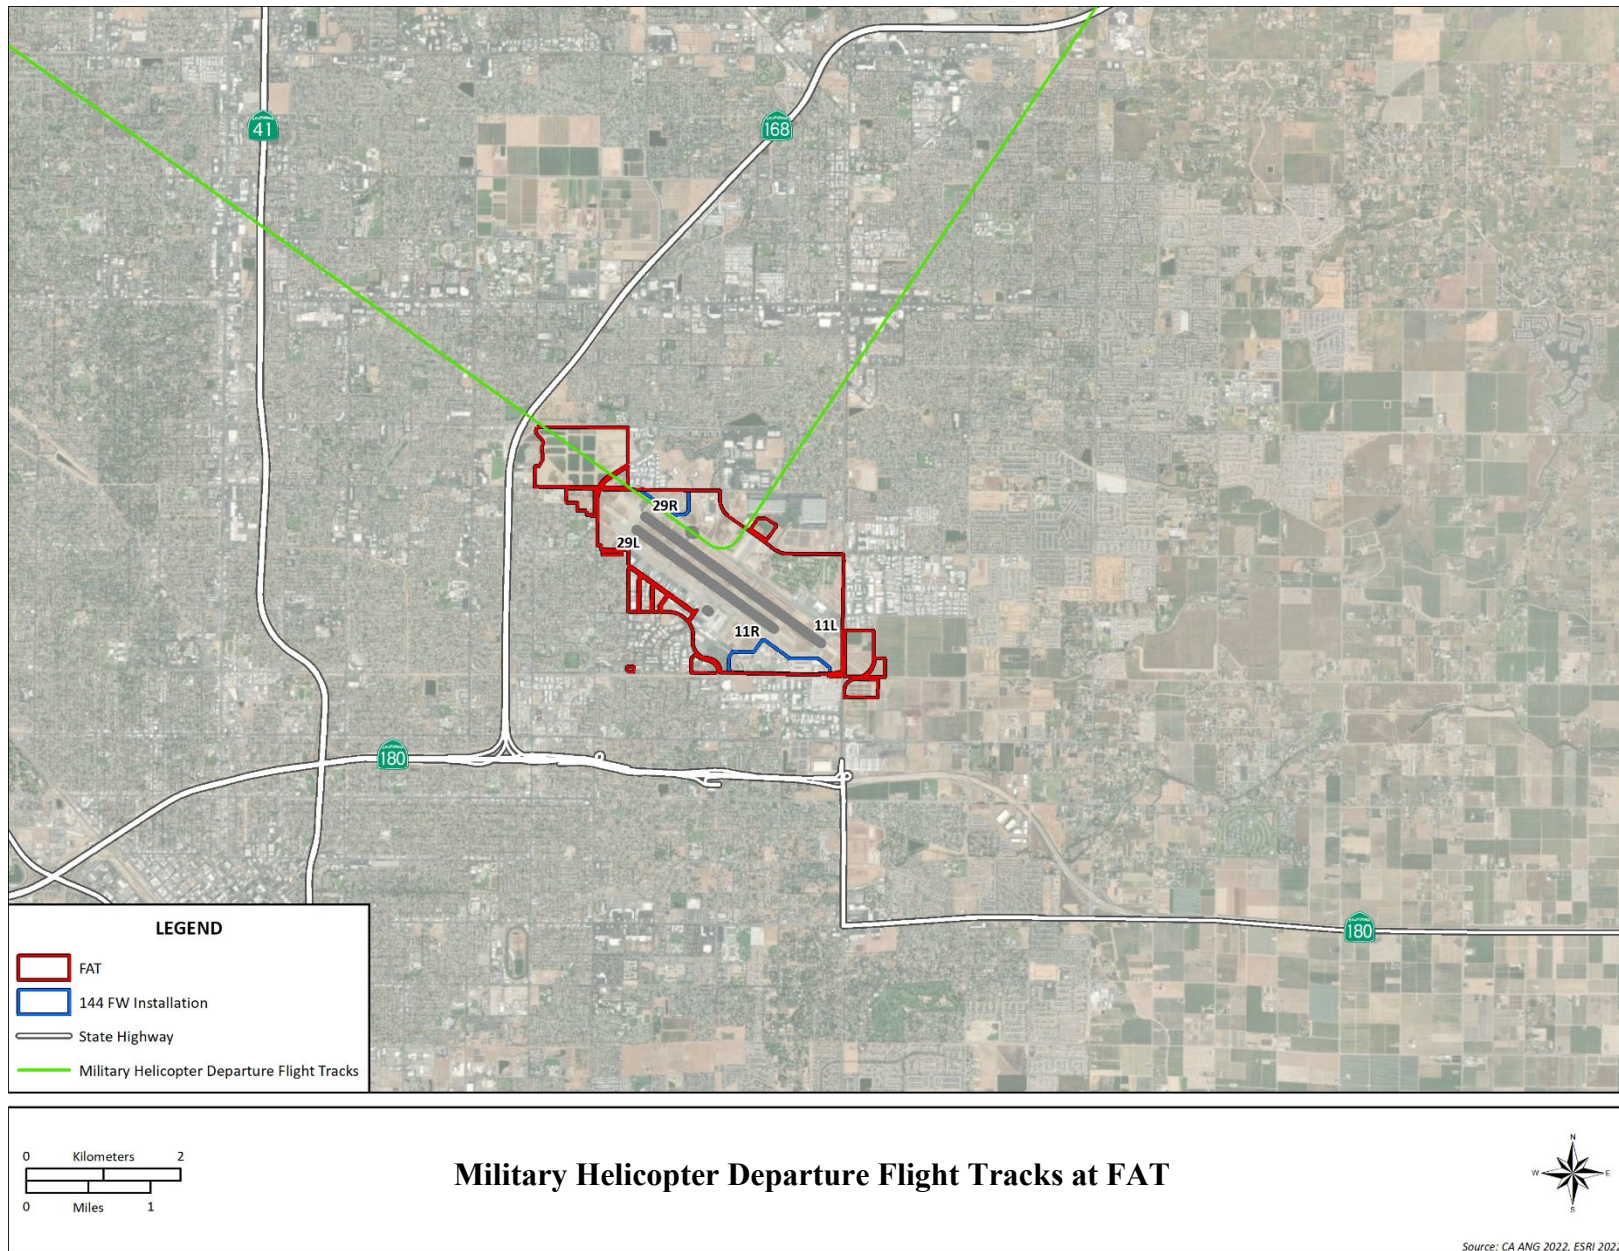 41
CALIFORNIA
168
29R
29L
11R
11L
180
180
LEGEND
FAT
144 FW Installation
State Highway
Military Helicopter Departure Flight Tracks
0 Kilometers 2
0 Miles 1
Military Helicopter Departure Flight Tracks at FAT
N
W E
S
Source: CA ANG 2022, ESRI 2022